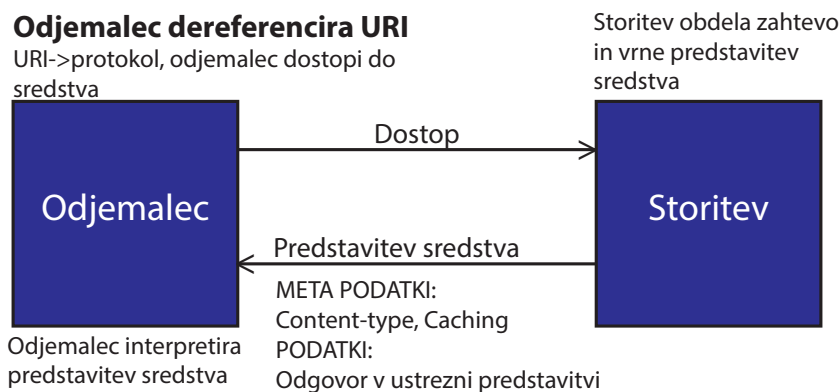 Odjemalec dereferencira URI
URI->protokol, odjemalec dostopi do
sredstva
Storitev obdela zahtevo
in vrne predstavitev
sredstva
Dostop
Odjemalec
Storitev
Predstavitev sredstva
META PODATKI:
Content-type, Caching
PODATKI:
Odgovor v ustrezni predstavitvi
Odjemalec interpretira
predstavitev sredstva